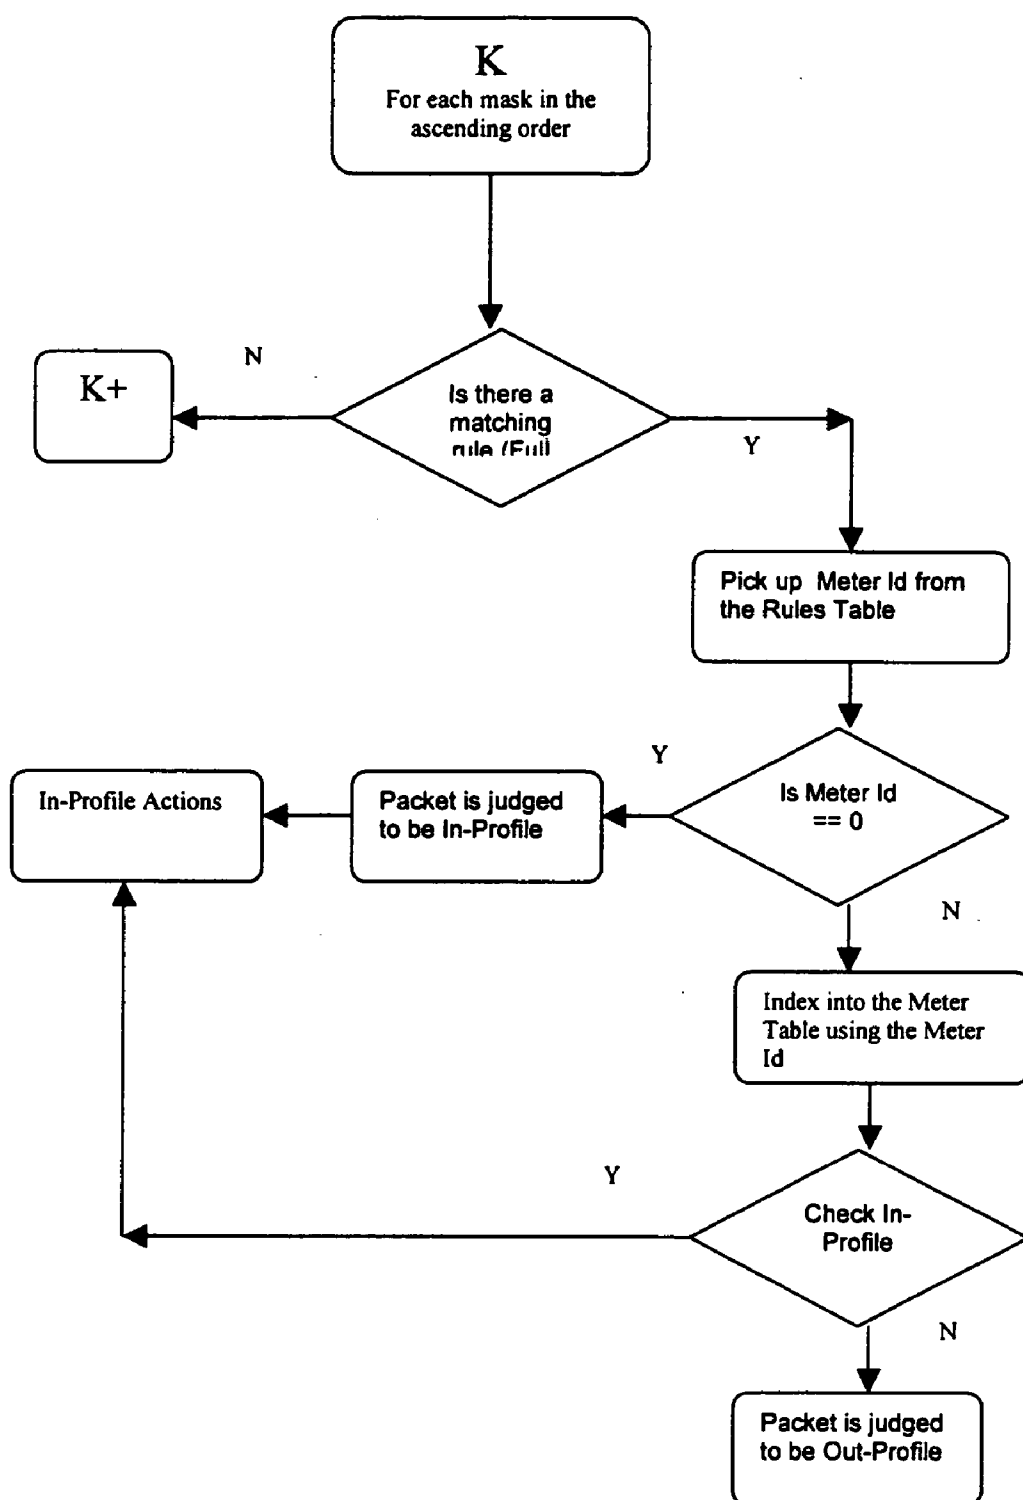 K
For each mask in the
ascending order
N
K+
Is there a
matching
rule (Full
Y
Pick up Meter Id from
the Rules Table
Y
In-Profile Actions
Packet is judged
to be In-Profile
Is Meter Id
== 0
N
Index into the Meter
Table using the Meter
Id
Y
Check In-
Profile
N
Packet is judged
to be Out-Profile